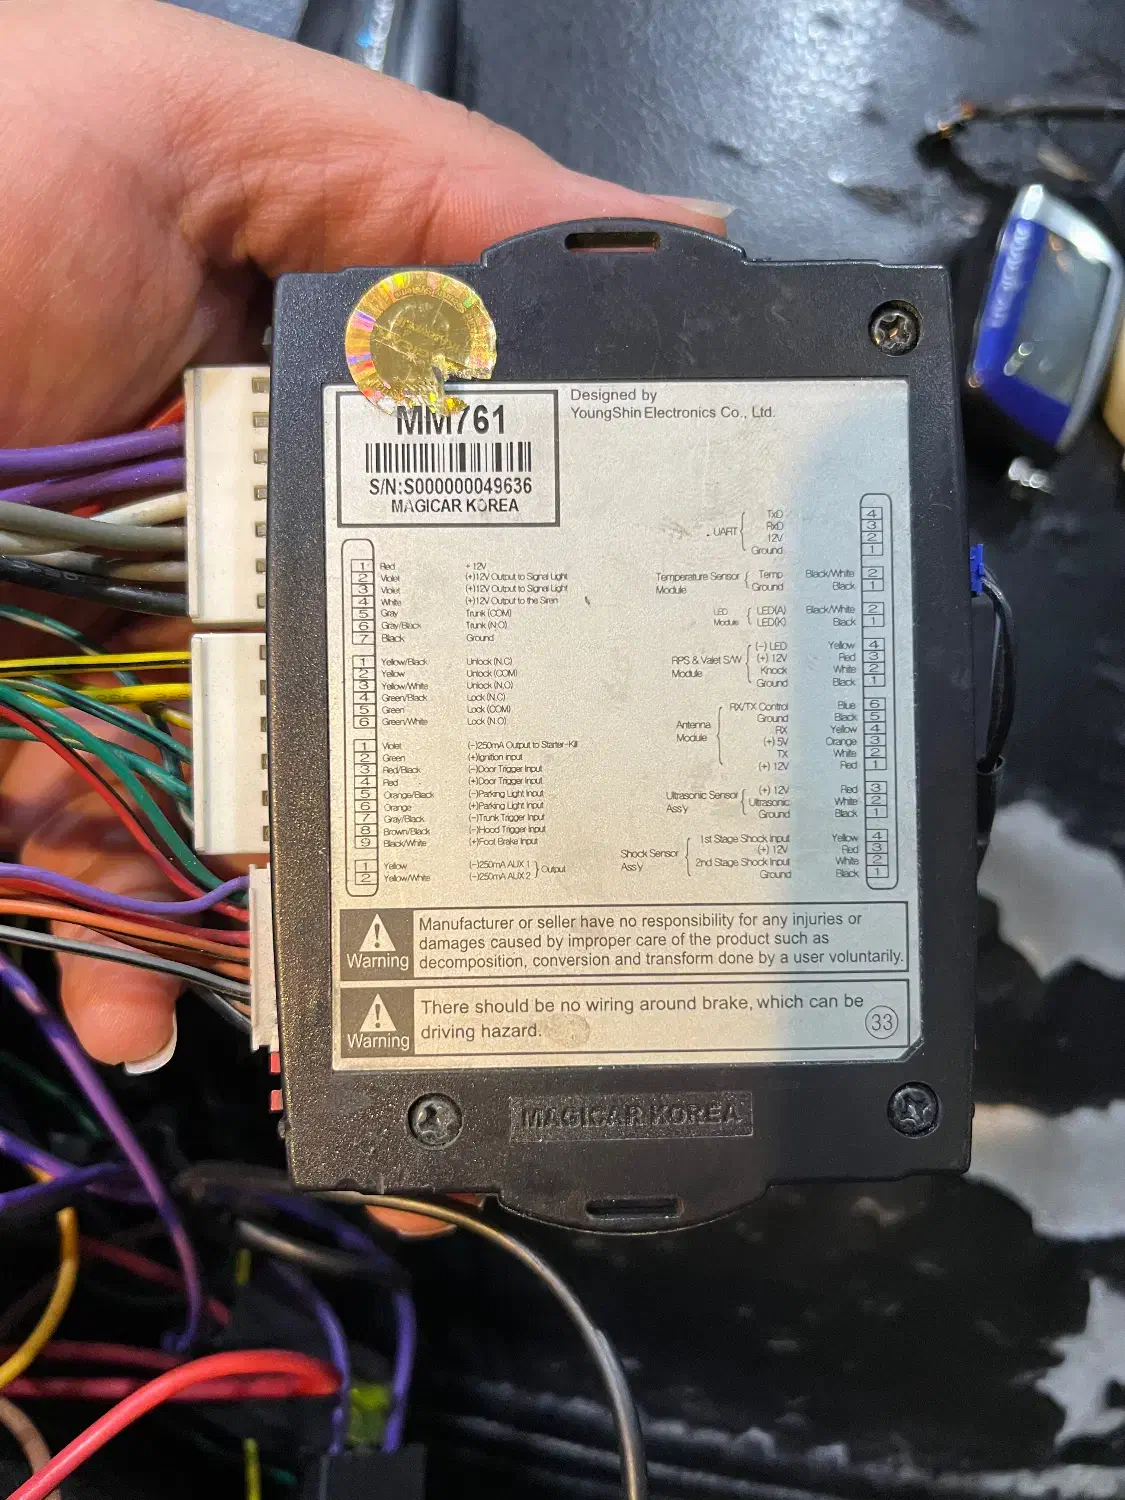 MM761
S/N:S000000049636
MAGICAR KOREA
Designed by
YoungShin Electronics Co., Ltd.
1 Red +12V
2 Violet (+)12V Output to Signal Light
3 Violet (+)12V Output to Signal Light
4 White (+)12V Output to the Siren
5 Gray Trunk (COM)
6 Gray/Black Trunk (N.O)
7 Black Ground
1 Yellow/Black Unlock (N.C)
2 Yellow Unlock (COM)
3 Yellow/White Unlock (N.O)
4 Green/Black Lock (N.C)
5 Green Lock (COM)
6 Green/White Lock (N.O)
1 Violet (-)250mA Output to Starter-Kill
2 Green (+)Ignition Input
3 Red/Black (-)Door Trigger Input
4 Red (+)Door Trigger Input
5 Orange/Black (-)Parking Light Input
6 Orange (+)Parking Light Input
7 Gray/Black (-)Trunk Trigger Input
8 Brown/Black (-)Hood Trigger Input
9 Black/White (+)Foot Brake Input
1 Yellow (-)250mA AUX 1
2 Yellow/White (-)250mA AUX 2
Output
UART
TxD 4
RxD 3
12V 2
Ground 1
Temperature Sensor
Module
Temp Black/White 2
Ground Black 1
LED
Module
LED(A) Black/White 2
LED(K) Black 1
RPS & Valet S/W
Module
(-) LED Yellow 4
(+) 12V Red 3
Knock White 2
Ground Black 1
Antenna
Module
RX/TX Control Blue 6
Ground Black 5
RX Yellow 4
(+) 5V Orange 3
TX White 2
(+) 12V Red 1
Ultrasonic Sensor
Ass'y
(+) 12V Red 3
Ultrasonic White 2
Ground Black 1
Shock Sensor
Ass'y
1st Stage Shock Input Yellow 4
(+) 12V Red 3
2nd Stage Shock Input White 2
Ground Black 1
Warning
Manufacturer or seller have no responsibility for any injuries or
damages caused by improper care of the product such as
decomposition, conversion and transform done by a user voluntarily.
Warning
There should be no wiring around brake, which can be
driving hazard.
33
MAGICAR KOREA